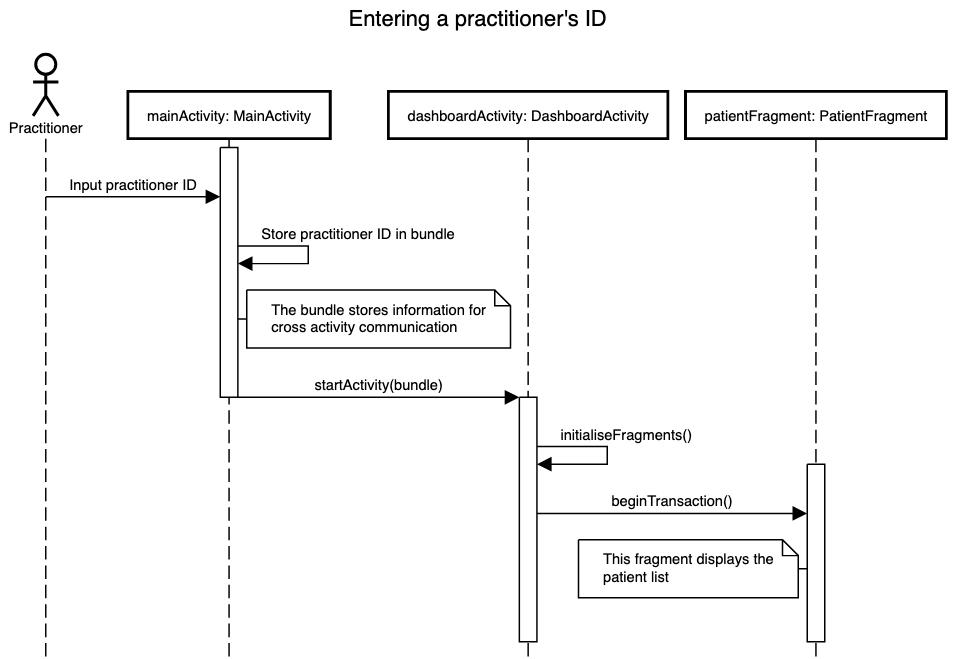 Entering a practitioner's ID
Practitioner
mainActivity: MainActivity
dashboardActivity: DashboardActivity
patientFragment: PatientFragment
Input practitioner ID
Store practitioner ID in bundle
The bundle stores information for
cross activity communication
startActivity(bundle)
initialiseFragments()
beginTransaction()
This fragment displays the
patient list